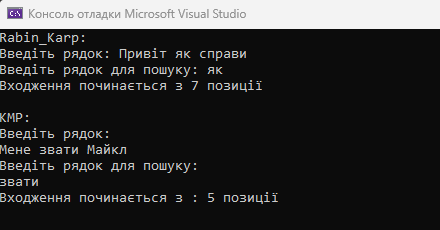 Консоль отладки Microsoft Visual Studio
Rabin_Karp:
Введіть рядок: Привіт як справи
Введіть рядок для пошуку: як
Входження починається з 7 позиції
KMP:
Введіть рядок:
Мене звати Майкл
Введіть рядок для пошуку:
звати
Входження починається з : 5 позиції